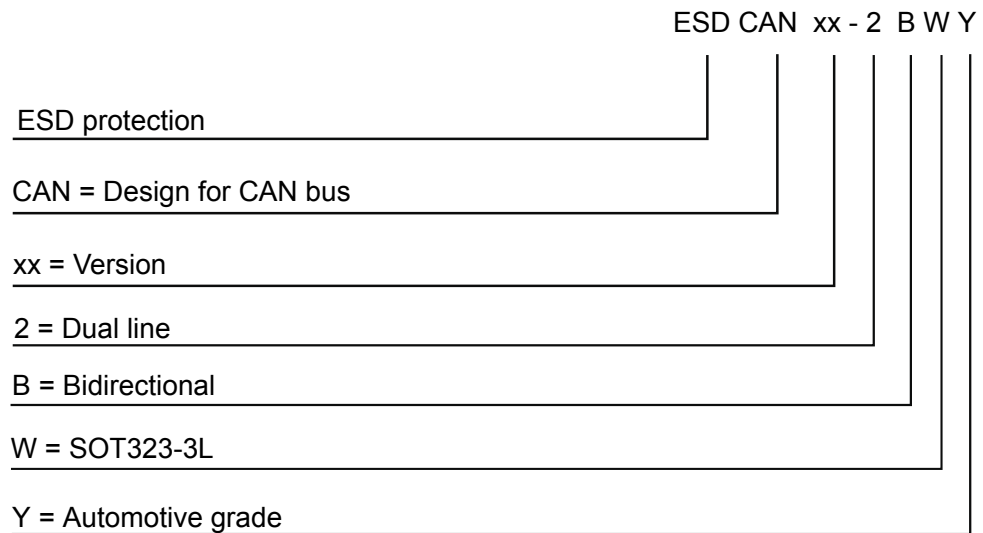 ESD CAN xx - 2 B W Y
ESD protection
CAN = Design for CAN bus
xx = Version
2 = Dual line
B = Bidirectional
W = SOT323-3L
Y = Automotive grade